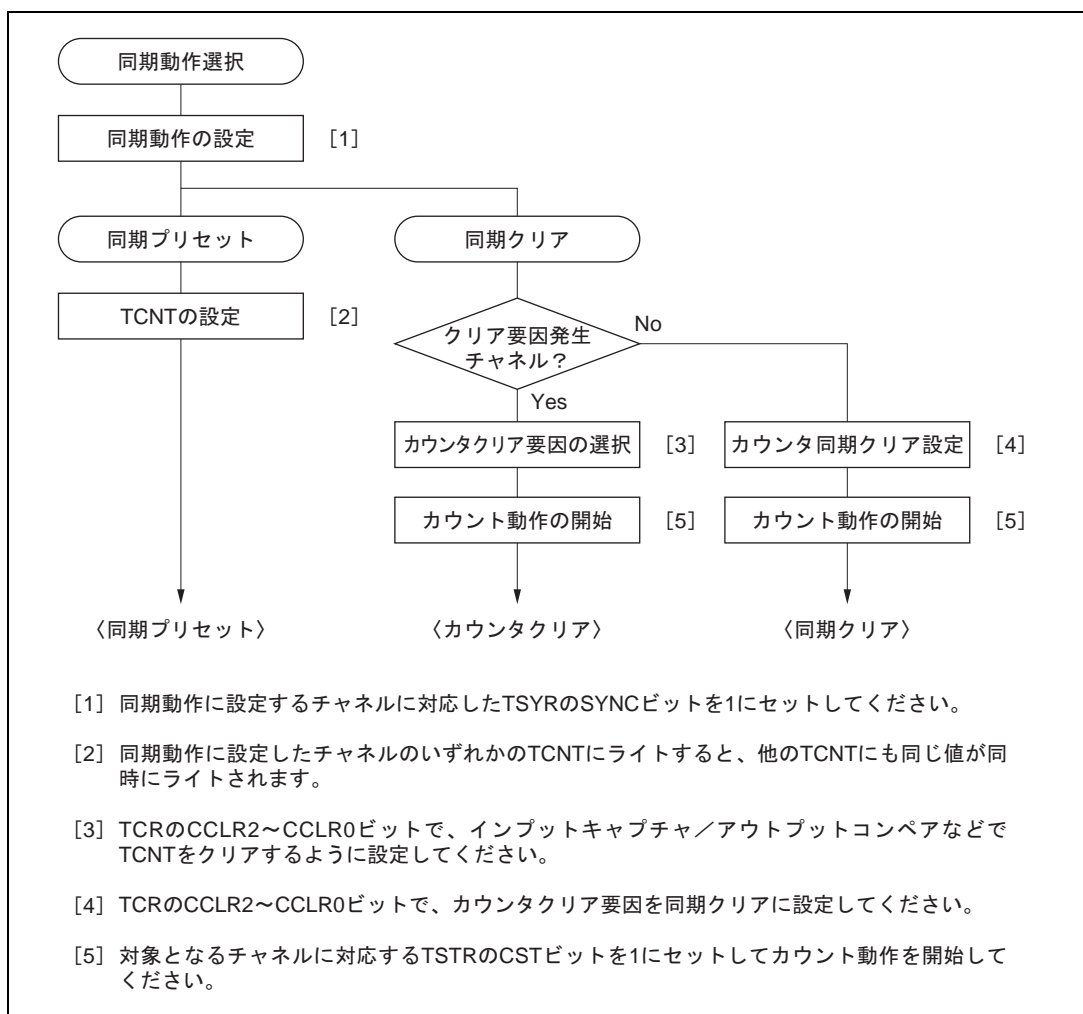 同期動作選択
同期動作の設定 [1]
同期プリセット
同期クリア
TCNTの設定 [2]
クリア要因発生
チャネル?
No
Yes
カウンタクリア要因の選択 [3]
カウンタ同期クリア設定 [4]
カウント動作の開始 [5]
カウント動作の開始 [5]
〈同期プリセット〉
〈カウンタクリア〉
〈同期クリア〉
[1] 同期動作に設定するチャネルに対応したTSYRのSYNCビットを1にセットしてください。
[2] 同期動作に設定したチャネルのいずれかのTCNTにライトすると、他のTCNTにも同じ値が同
時にライトされます。
[3] TCRのCCLR2~CCLR0ビットで、インプットキャプチャ/アウトプットコンペアなどで
TCNTをクリアするように設定してください。
[4] TCRのCCLR2~CCLR0ビットで、カウンタクリア要因を同期クリアに設定してください。
[5] 対象となるチャネルに対応するTSTRのCSTビットを1にセットしてカウント動作を開始して
ください。